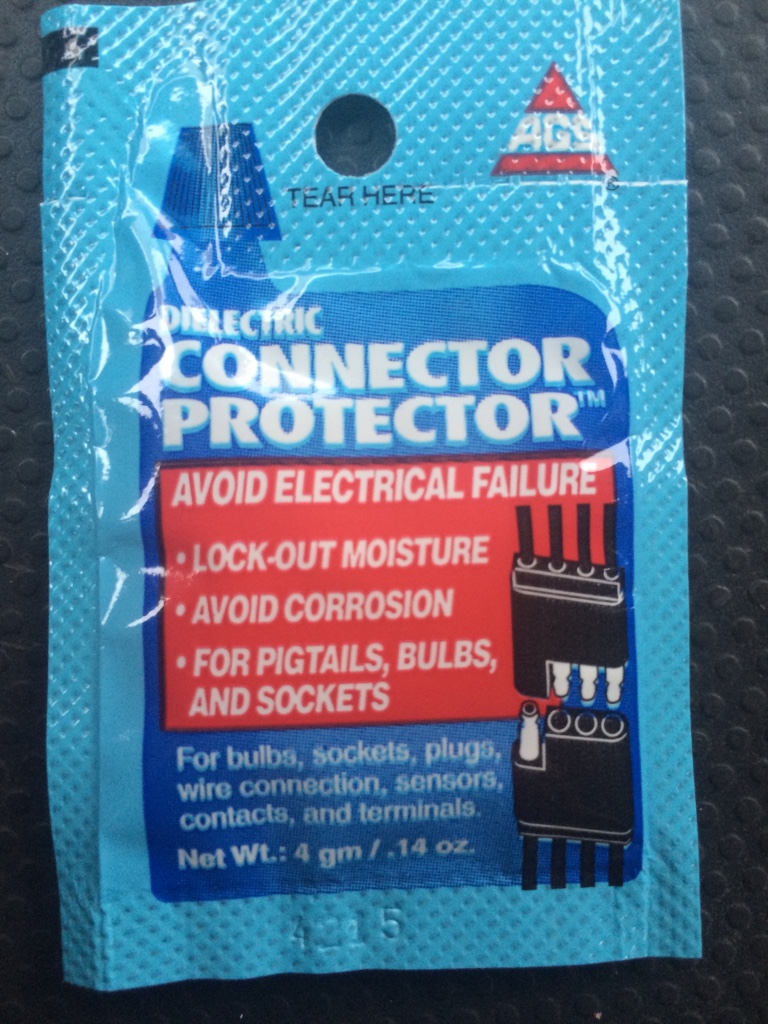 AGS
®
TEAR HERE
DIELECTRIC
CONNECTOR
PROTECTOR™
AVOID ELECTRICAL FAILURE
• LOCK-OUT MOISTURE
• AVOID CORROSION
• FOR PIGTAILS, BULBS,
AND SOCKETS
For bulbs, sockets, plugs,
wire connection, sensors,
contacts, and terminals.
Net Wt.: 4 gm / .14 oz.